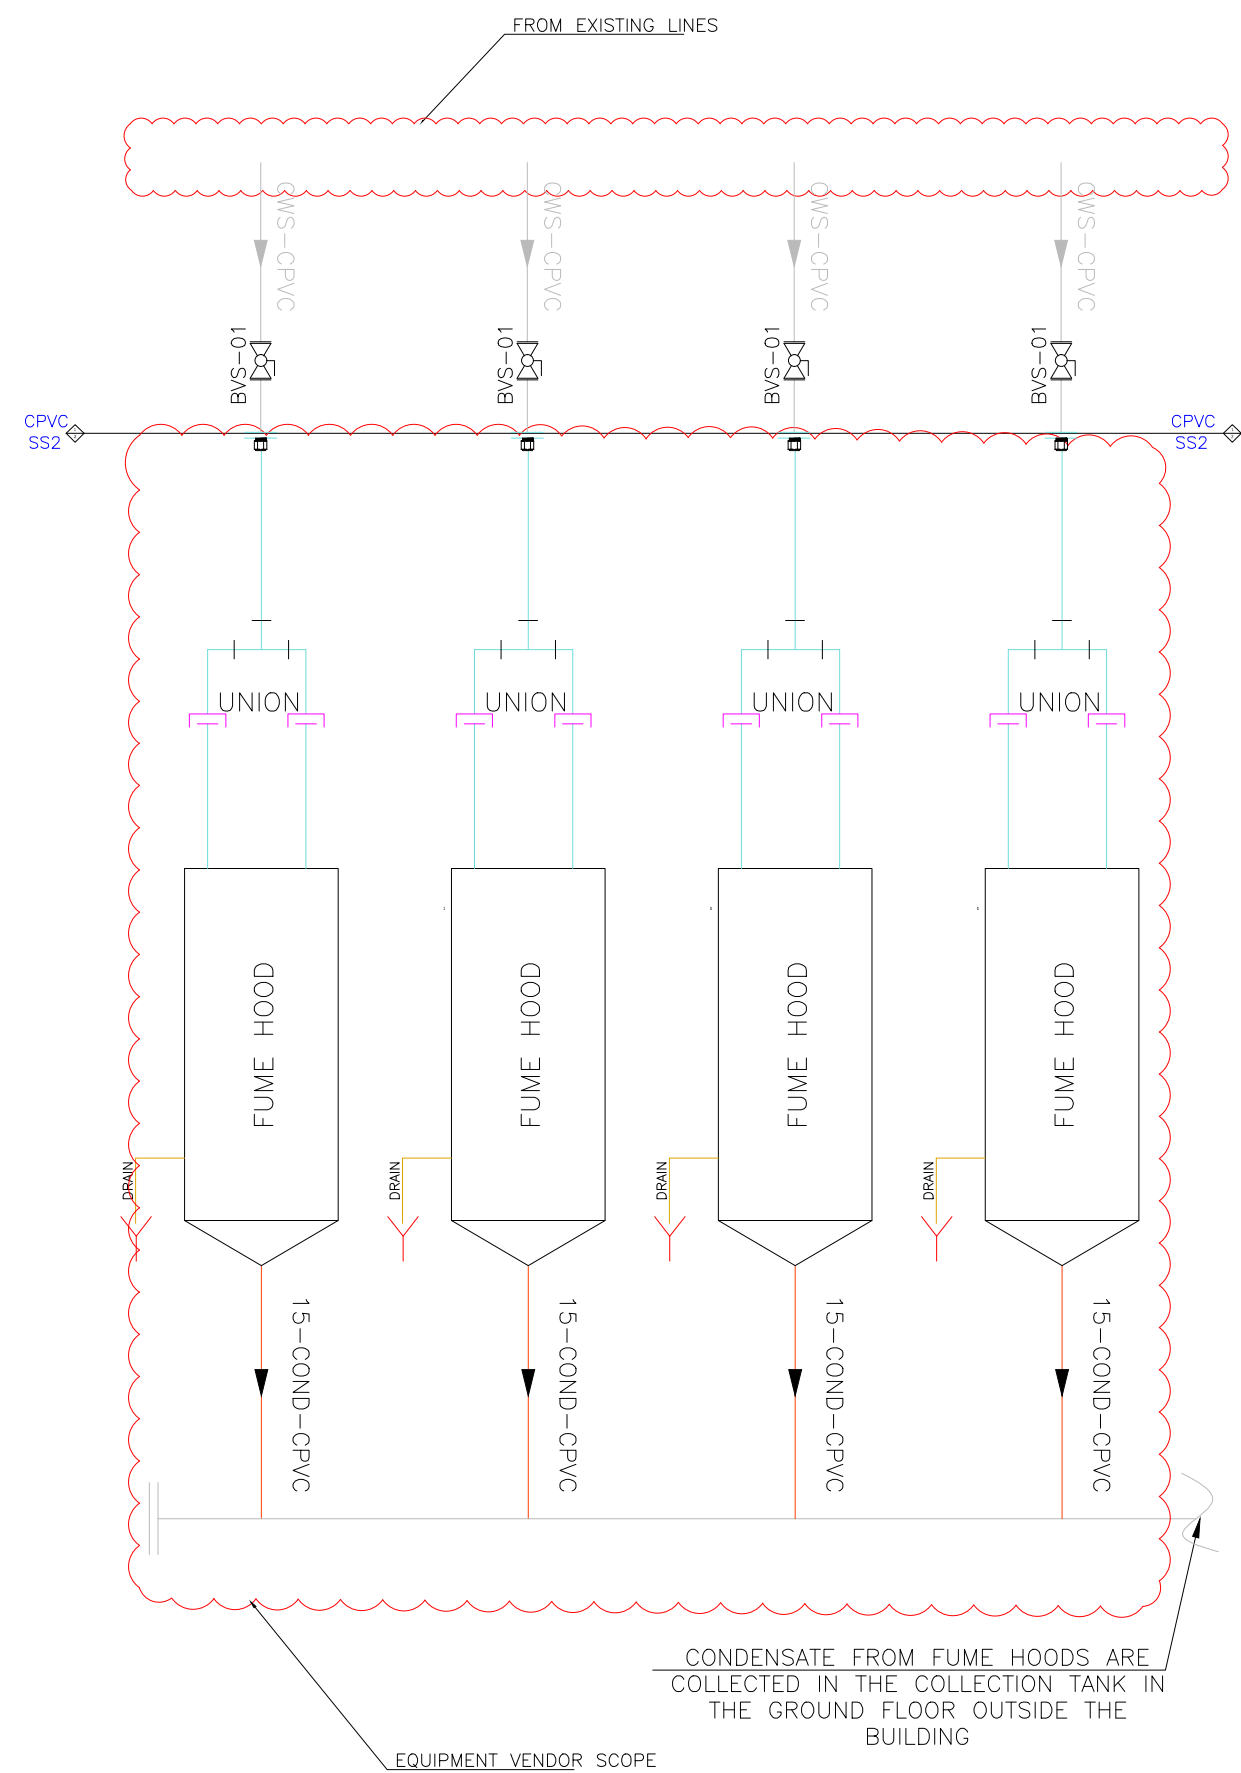 FROM EXISTING LINES
CWS-CPVC
CWS-CPVC
CWS-CPVC
CWS-CPVC
BVS-01
BVS-01
BVS-01
BVS-01
CPVC
SS2
CPVC
SS2
UNION
UNION
UNION
UNION
FUME HOOD
FUME HOOD
FUME HOOD
FUME HOOD
DRAIN
DRAIN
DRAIN
DRAIN
15-COND-CPVC
15-COND-CPVC
15-COND-CPVC
15-COND-CPVC
CONDENSATE FROM FUME HOODS ARE
COLLECTED IN THE COLLECTION TANK IN
THE GROUND FLOOR OUTSIDE THE
BUILDING
EQUIPMENT VENDOR SCOPE